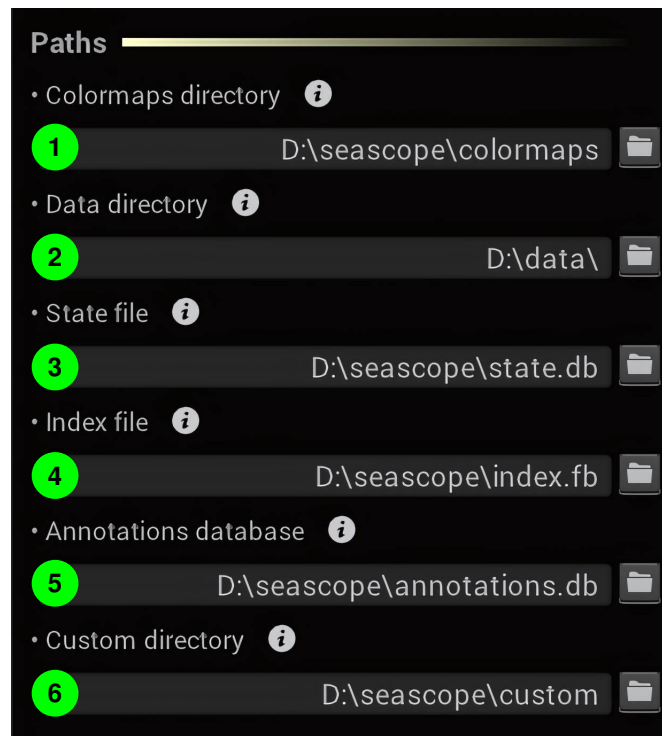 Paths
• Colormaps directory i
1 D:\seascope\colormaps
• Data directory i
2 D:\data\
• State file i
3 D:\seascope\state.db
• Index file i
4 D:\seascope\index.fb
• Annotations database i
5 D:\seascope\annotations.db
• Custom directory i
6 D:\seascope\custom